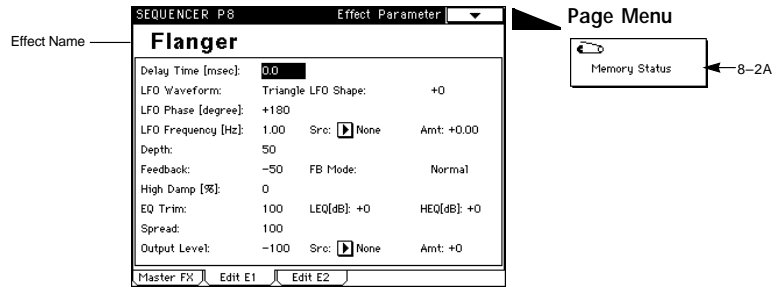 SEQUENCER P8 Effect Parameter
Page Menu
Effect Name
Flanger
Memory Status
8–2A
Delay Time [msec]: 0.0
LFO Waveform: Triangle LFO Shape: +0
LFO Phase [degree]: +180
LFO Frequency [Hz]: 1.00 Src: None Amt: +0.00
Depth: 50
Feedback: −50 FB Mode: Normal
High Damp [%]: 0
EQ Trim: 100 LEQ[dB]: +0 HEQ[dB]: +0
Spread: 100
Output Level: −100 Src: None Amt: +0
Master FX Edit E1 Edit E2